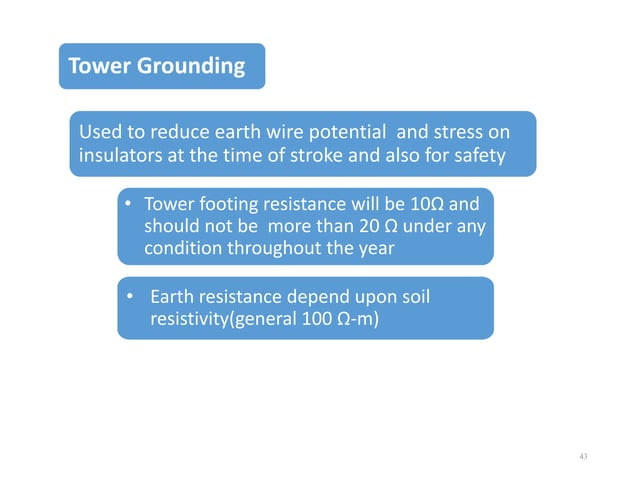 Tower Grounding
Used to reduce earth wire potential  and stress on
insulators at the time of stroke and also for safety
• Tower footing resistance will be 10Ω and
should not be  more than 20 Ω under any
condition throughout the year
• Earth resistance depend upon soil
resistivity(general 100 Ω-m)
43